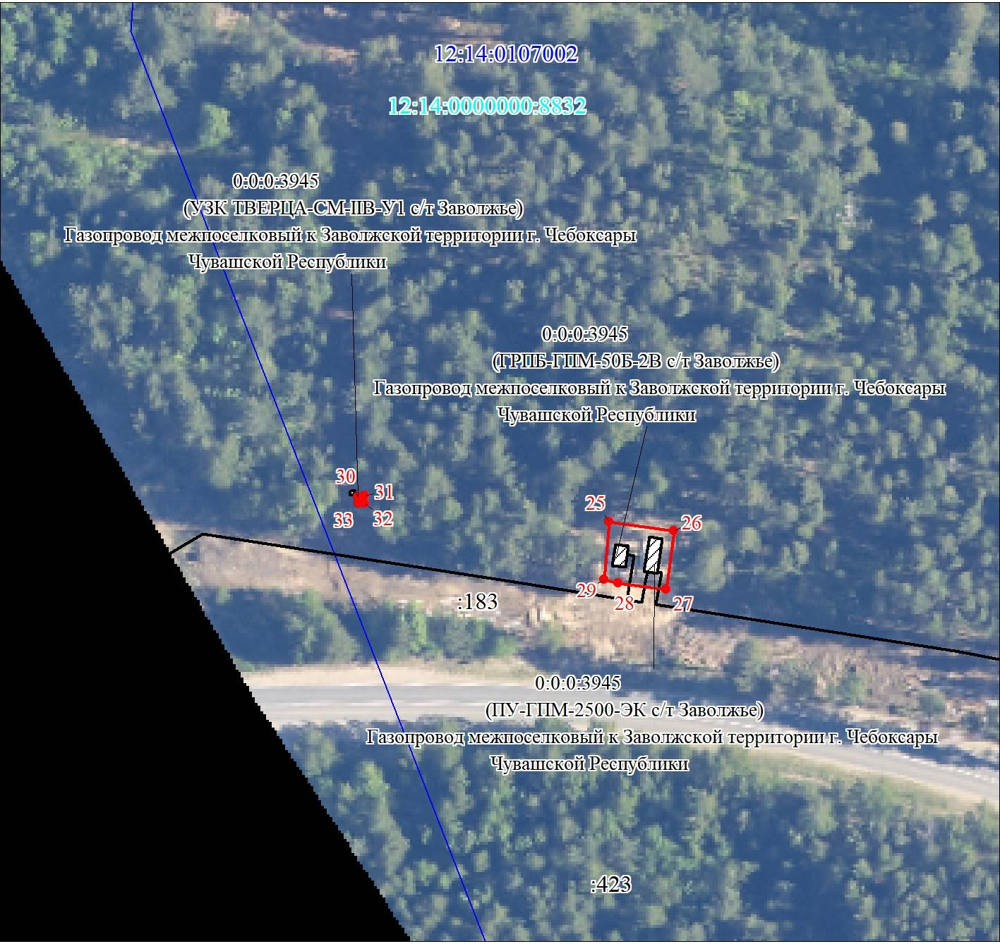 12:14:0107002
12:14:0000000:8832
0:0:0:3945
(УЗК ТВЕРЦА-СМ-IIВ-У1 с/т Заволжье)
Газопровод межпоселковый к Заволжской территории г. Чебоксары
Чувашской Республики
0:0:0:3945
(ГРПБ-ГПМ-50Б-2В с/т Заволжье)
Газопровод межпоселковый к Заволжской территории г. Чебоксары
Чувашской Республики
30
31
33
32
25
26
29
28
27
:183
0:0:0:3945
(ПУ-ГПМ-2500-ЭК с/т Заволжье)
Газопровод межпоселковый к Заволжской территории г. Чебоксары
Чувашской Республики
:423